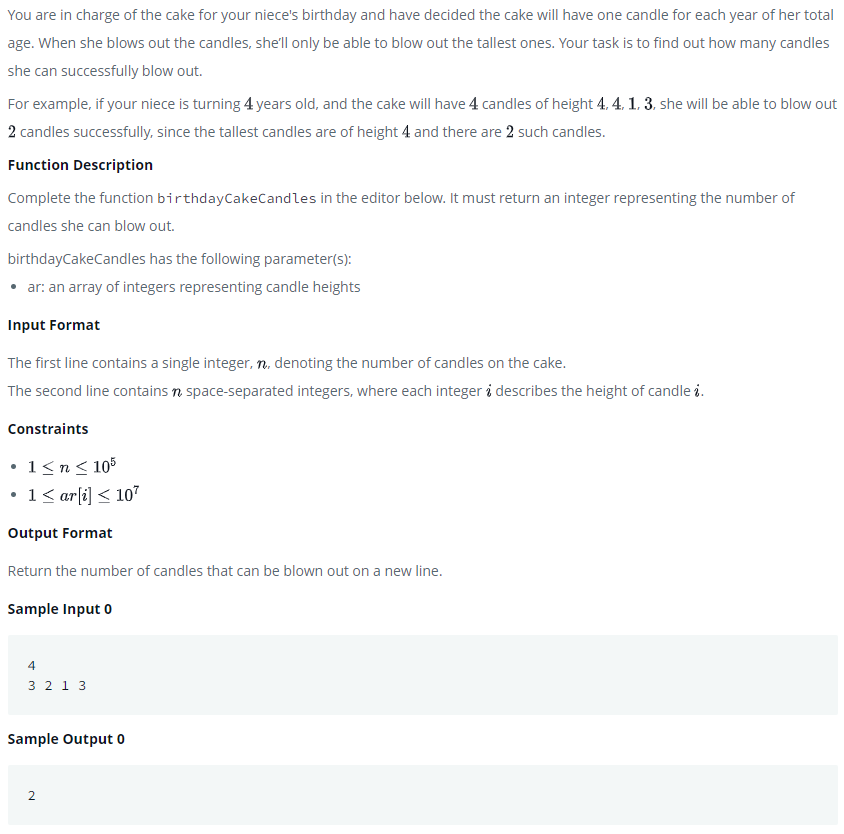 You are in charge of the cake for your niece's birthday and have decided the cake will have one candle for each year of her total
age. When she blows out the candles, she'll only be able to blow out the tallest ones. Your task is to find out how many candles
she can successfully blow out.
For example, if your niece is turning 4 years old, and the cake will have 4 candles of height 4, 4, 1, 3, she will be able to blow out
2 candles successfully, since the tallest candles are of height 4 and there are 2 such candles.
Function Description
Complete the function birthdayCakeCandles in the editor below. It must return an integer representing the number of
candles she can blow out.
birthdayCakeCandles has the following parameter(s):
• ar: an array of integers representing candle heights
Input Format
The first line contains a single integer, n, denoting the number of candles on the cake.
The second line contains n space-separated integers, where each integer i describes the height of candle i.
Constraints
• 1 ≤ n ≤ 10⁵
• 1 ≤ ar[i] ≤ 10⁷
Output Format
Return the number of candles that can be blown out on a new line.
Sample Input 0
4
3 2 1 3
Sample Output 0
2